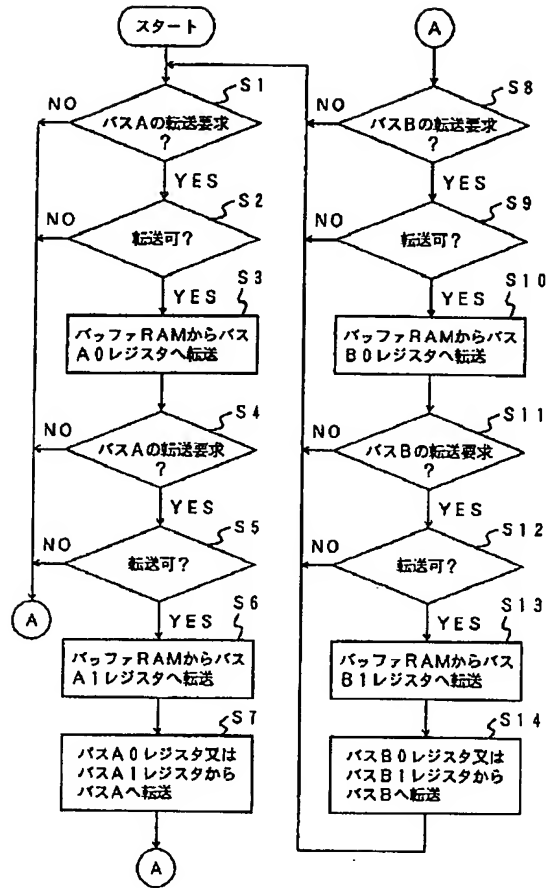 スタート
S1
NO
バスAの転送要求
?
YES
S2
NO
転送可?
YES
S3
バッファRAMからバス
A0レジスタへ転送
S4
NO
バスAの転送要求
?
YES
S5
NO
転送可?
A
YES
S6
バッファRAMからバス
A1レジスタへ転送
S7
バスA0レジスタ又は
バスA1レジスタから
バスAへ転送
A
A
S8
NO
バスBの転送要求
?
YES
S9
NO
転送可?
YES
S10
バッファRAMからバス
B0レジスタへ転送
S11
NO
バスBの転送要求
?
YES
S12
NO
転送可?
YES
S13
バッファRAMからバス
B1レジスタへ転送
S14
バスB0レジスタ又は
バスB1レジスタから
バスBへ転送